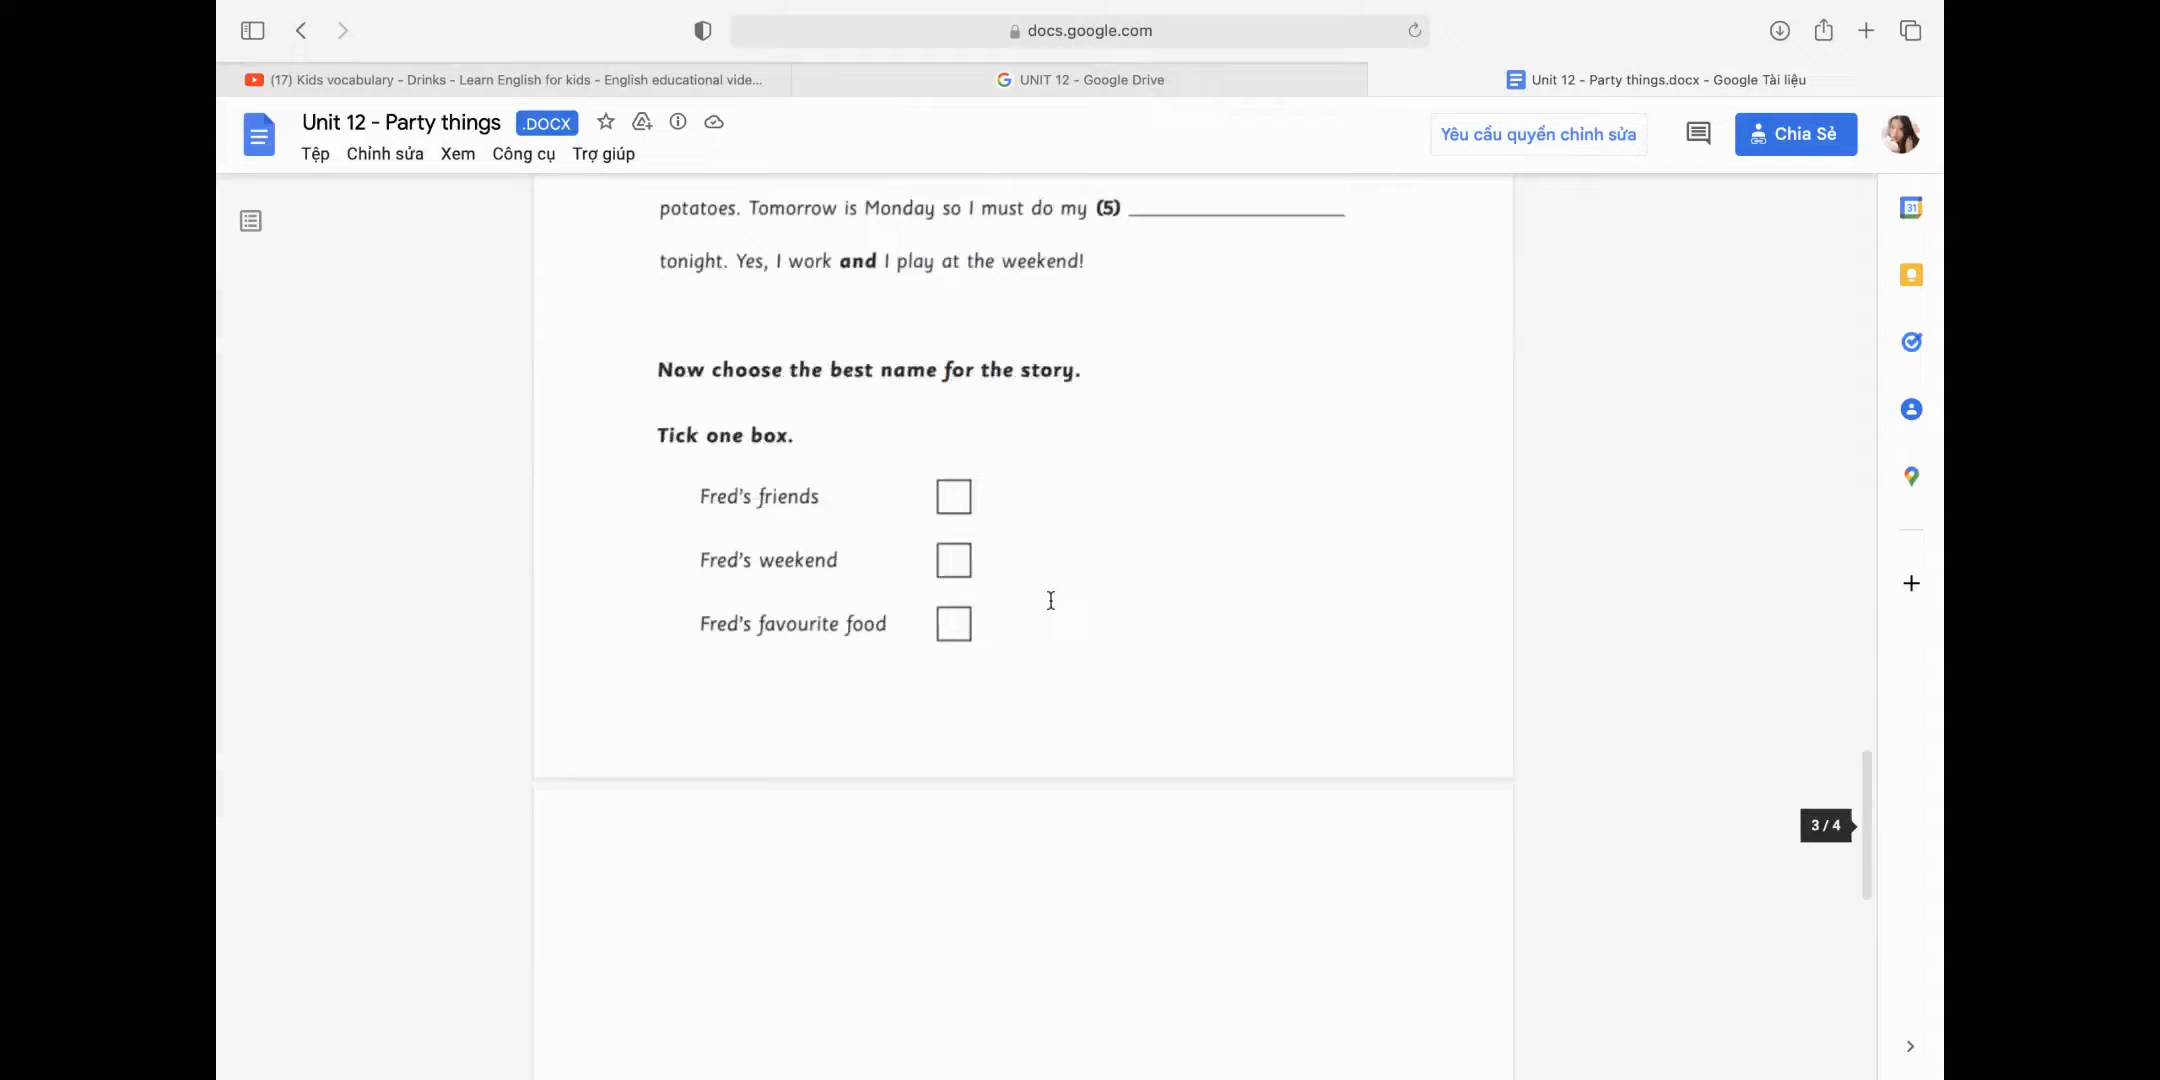 docs.google.com
(17) Kids vocabulary - Drinks - Learn English for kids - English educational vide...
UNIT 12 - Google Drive
Unit 12 - Party things.docx - Google Tài liệu
Unit 12 - Party things .DOCX
Tệp Chỉnh sửa Xem Công cụ Trợ giúp
Yêu cầu quyền chỉnh sửa
Chia Sẻ
potatoes. Tomorrow is Monday so I must do my (5) ____________________
tonight. Yes, I work and I play at the weekend!
Now choose the best name for the story.
Tick one box.
Fred's friends
Fred's weekend
Fred's favourite food
31
3 / 4